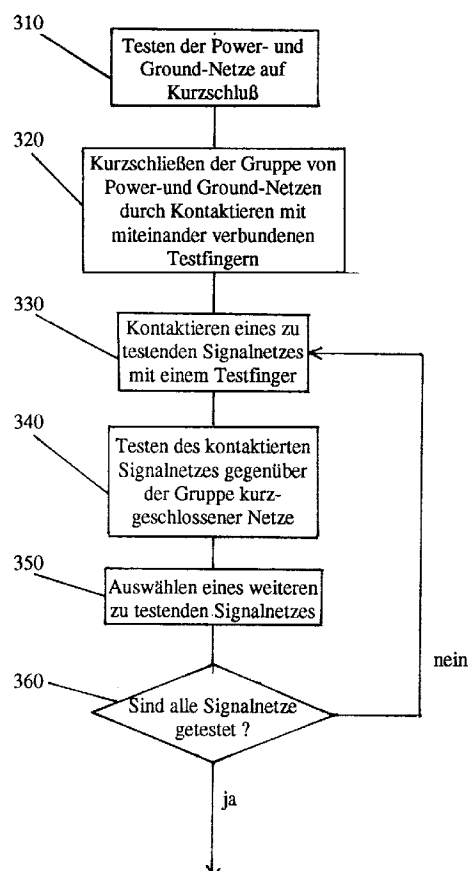 310
Testen der Power- und
Ground-Netze auf
Kurzschluß
320
Kurzschließen der Gruppe von
Power-und Ground-Netzen
durch Kontaktieren mit
miteinander verbundenen
Testfingern
330
Kontaktieren eines zu
testenden Signalnetzes
mit einem Testfinger
340
Testen des kontaktierten
Signalnetzes gegenüber
der Gruppe kurz-
geschlossener Netze
350
Auswählen eines weiteren
zu testenden Signalnetzes
nein
360
Sind alle Signalnetze
getestet ?
ja